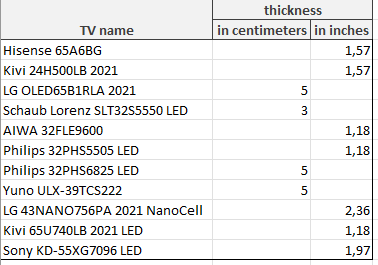 thickness
TV name in centimeters in inches
Hisense 65A6BG 1,57
Kivi 24H500LB 2021 1,57
LG OLED65B1RLA 2021 5
Schaub Lorenz SLT32S5550 LED 3
AIWA 32FLE9600 1,18
Philips 32PHS5505 LED 1,18
Philips 32PHS6825 LED 5
Yuno ULX-39TCS222 5
LG 43NANO756PA 2021 NanoCell 2,36
Kivi 65U740LB 2021 LED 1,18
Sony KD-55XG7096 LED 1,97